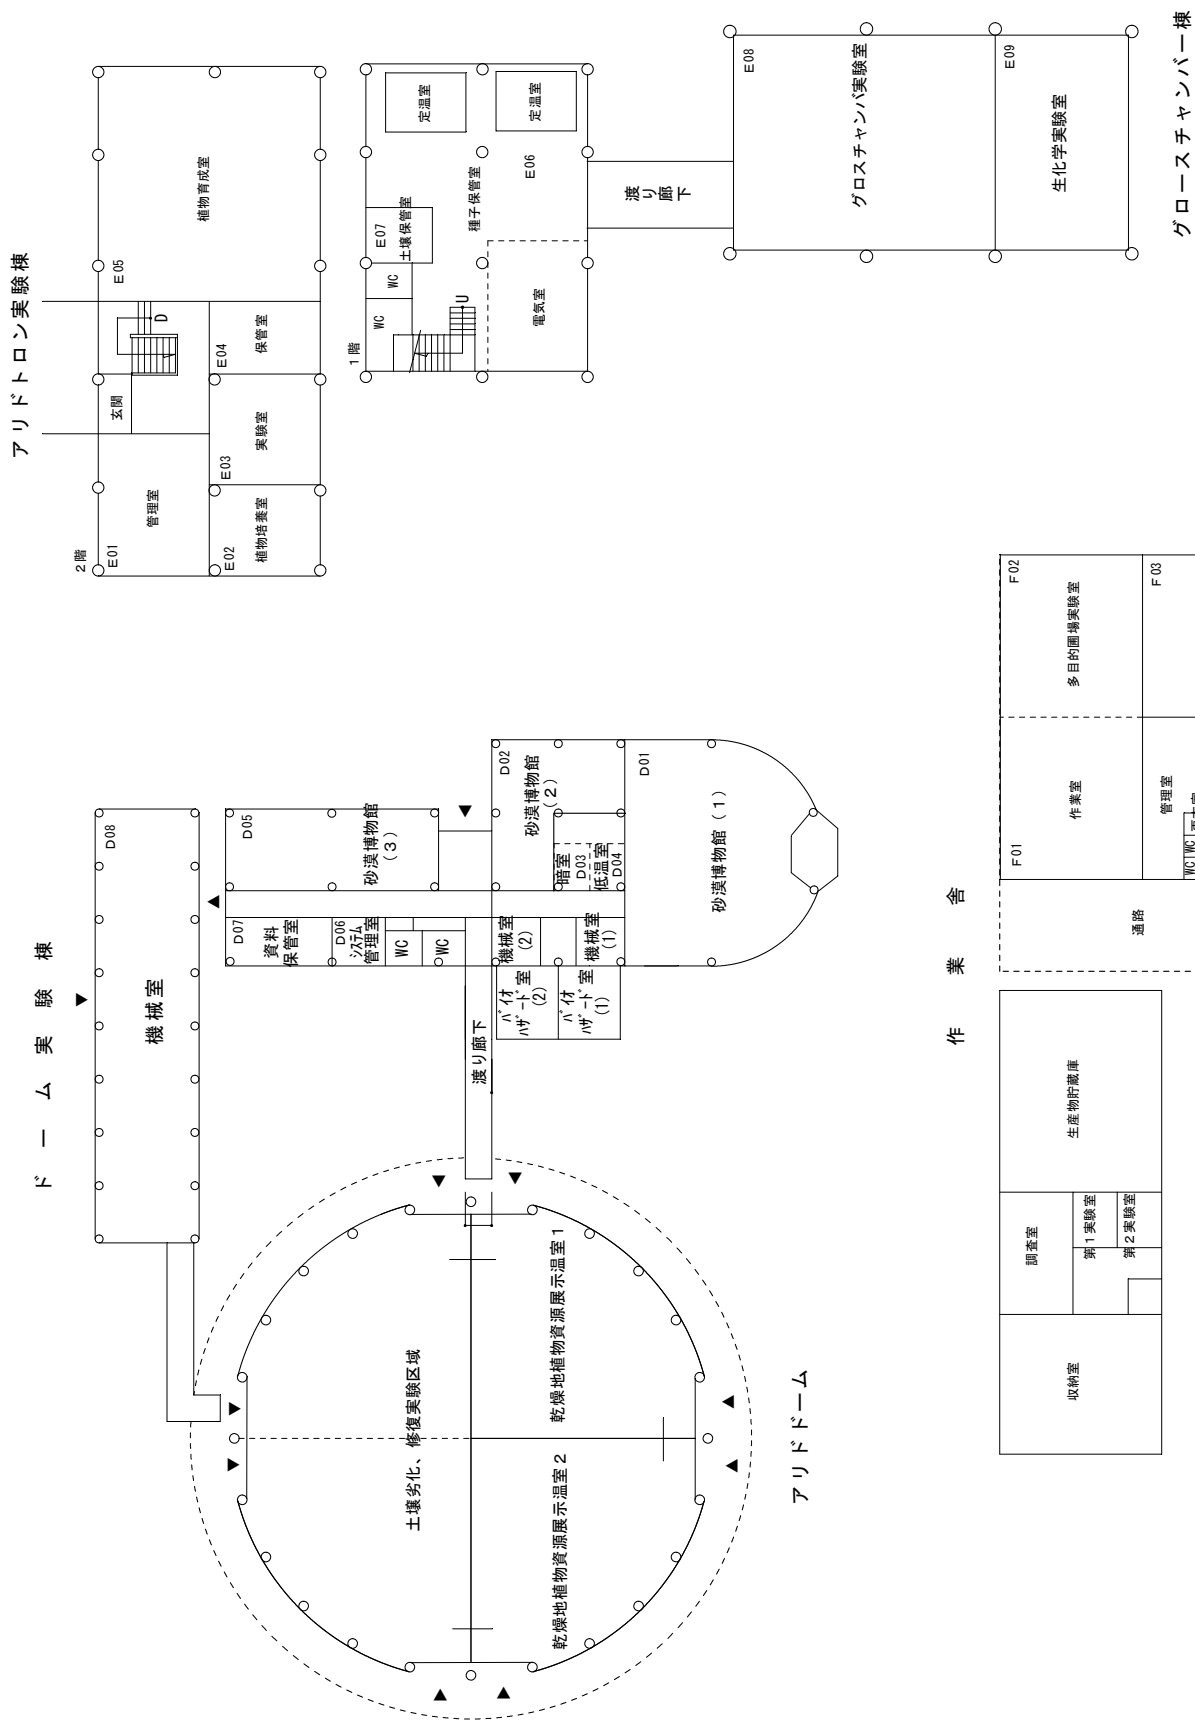 アリドトロン実験棟
2階
E01
管理室
玄関
D
E05
植物育成室
E02
植物培養室
E03
実験室
E04
保管室
1階
WC
WC
E07
土壌保管室
U
電気室
種子保管室
E06
定温室
定温室
渡り廊下
E08
グロスチャンバ実験室
E09
生化学実験室
グロースチャンバー棟
ドーム実験棟
D08
機械室
D07
資料
保管室
D06
システム
管理室
WC
WC
D05
砂漠博物館
(3)
D02
砂漠博物館
(2)
機械室
(2)
機械室
(1)
暗室
D03
低温室
D04
バイオ
ハザード室
(2)
バイオ
ハザード室
(1)
D01
砂漠博物館(1)
渡り廊下
土壌劣化、修復実験区域
乾燥地植物資源展示温室1
乾燥地植物資源展示温室2
アリドドーム
作業舎
収納室
調査室
第1実験室
第2実験室
生産物貯蔵庫
通路
F01
作業室
F02
多目的圃場実験室
管理室
WC
WC
F03